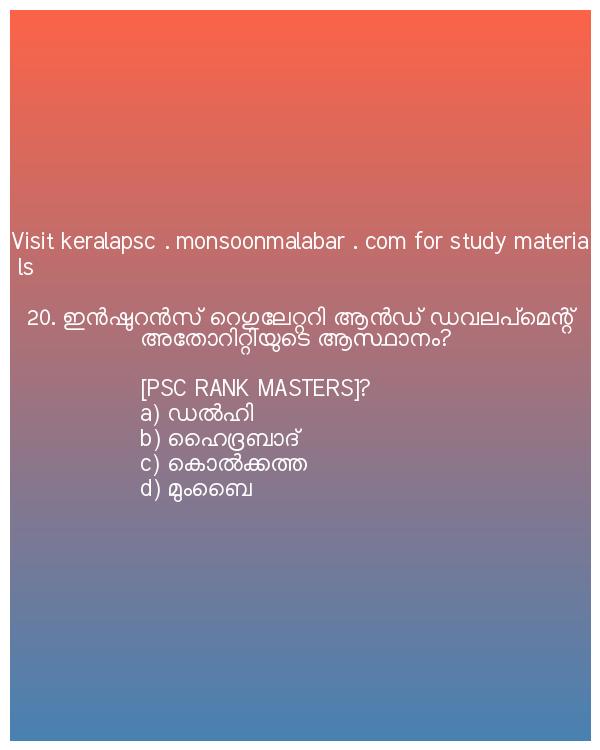 Visit keralapsc . monsoonmalabar . com for study materia
ls
20. ഇൻഷുറൻസ് റെഗുലേറ്ററി ആൻഡ് ഡവലപ്മെന്റ്
അതോറിറ്റിയുടെ ആസ്ഥാനം?
[PSC RANK MASTERS]?
a) ഡൽഹി
b) ഹൈദ്രബാദ്
c) കൊൽക്കത്ത
d) മുംബൈ